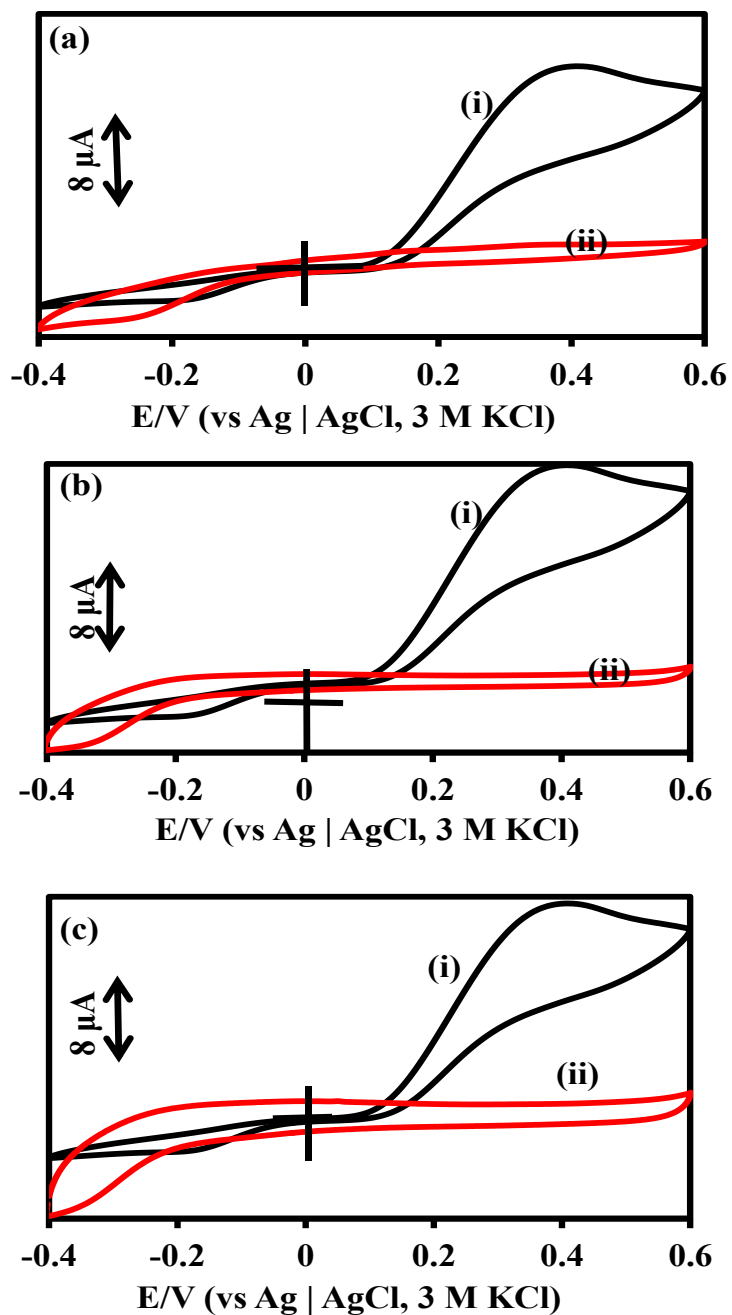 (a)
(i)
8 μA
(ii)
-0.4 -0.2 0 0.2 0.4 0.6
E/V (vs Ag | AgCl, 3 M KCl)
(b)
(i)
8 μA
(ii)
-0.4 -0.2 0 0.2 0.4 0.6
E/V (vs Ag | AgCl, 3 M KCl)
(c)
(i)
8 μA
(ii)
-0.4 -0.2 0 0.2 0.4 0.6
E/V (vs Ag | AgCl, 3 M KCl)